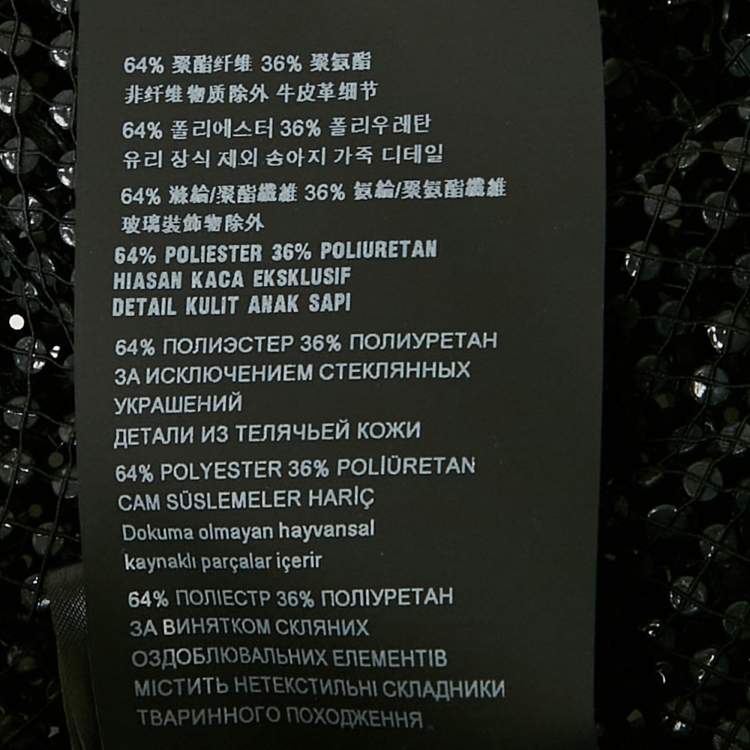 64% 聚酯纤维 36% 聚氨酯
非纤维物质除外 牛皮革细节
64% 폴리에스터 36% 폴리우레탄
유리 장식 제외 송아지 가죽 디테일
64% 滌綸/聚酯纖維 36% 氨綸/聚氨酯纖維
玻璃裝飾物除外
64% POLIESTER 36% POLIURETAN
HIASAN KACA EKSKLUSIF
DETAIL KULIT ANAK SAPI
64% ПОЛИЭСТЕР 36% ПОЛИУРЕТАН
ЗА ИСКЛЮЧЕНИЕМ СТЕКЛЯННЫХ
УКРАШЕНИЙ
ДЕТАЛИ ИЗ ТЕЛЯЧЬЕЙ КОЖИ
64% POLYESTER 36% POLİÜRETAN
CAM SÜSLEMELER HARİÇ
Dokuma olmayan hayvansal
kaynaklı parçalar içerir
64% ПОЛІЕСТР 36% ПОЛІУРЕТАН
ЗА ВИНЯТКОМ СКЛЯНИХ
ОЗДОБЛЮВАЛЬНИХ ЕЛЕМЕНТІВ
МІСТИТЬ НЕТЕКСТИЛЬНІ СКЛАДНИКИ
ТВАРИННОГО ПОХОДЖЕННЯ